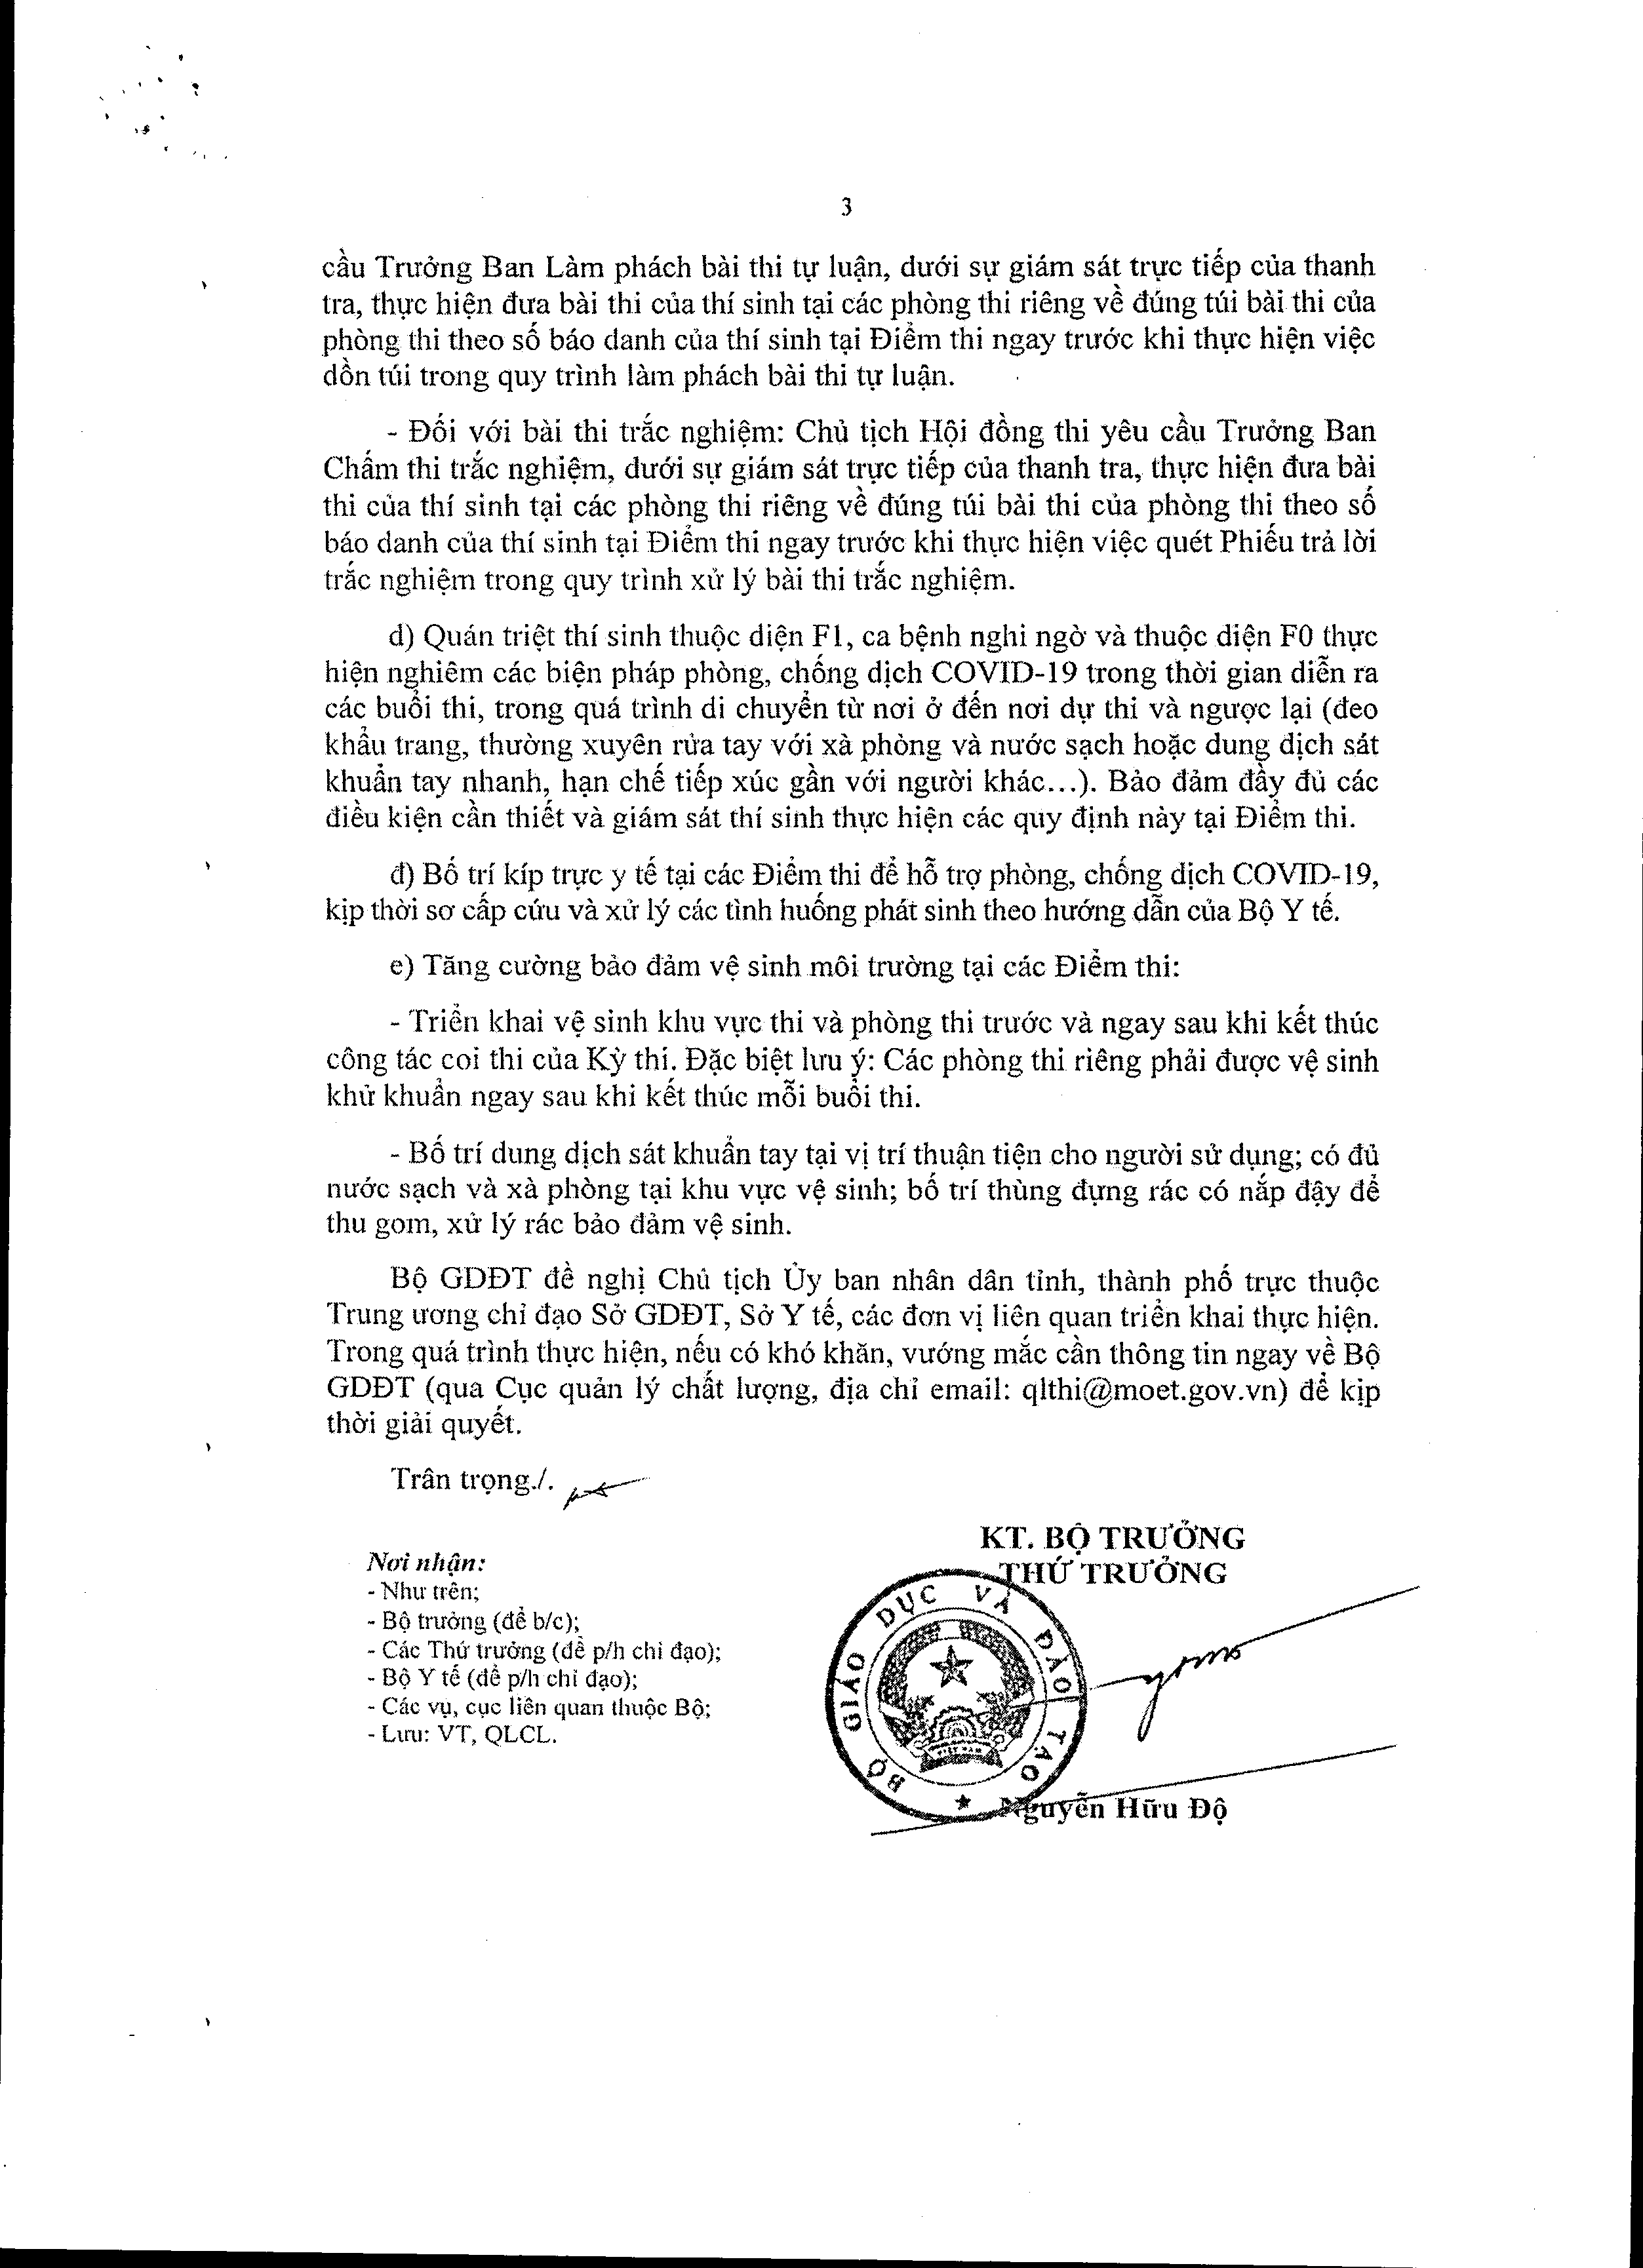 3
cầu Trưởng Ban Làm phách bài thi tự luận, dưới sự giám sát trực tiếp của thanh
tra, thực hiện đưa bài thi của thí sinh tại các phòng thi riêng về đúng túi bài thi của
phòng thi theo số báo danh của thí sinh tại Điểm thi ngay trước khi thực hiện việc
dồn túi trong quy trình làm phách bài thi tự luận.
- Đối với bài thi trắc nghiệm: Chủ tịch Hội đồng thi yêu cầu Trưởng Ban
Chấm thi trắc nghiệm, dưới sự giám sát trực tiếp của thanh tra, thực hiện đưa bài
thi của thí sinh tại các phòng thi riêng về đúng túi bài thi của phòng thi theo số
báo danh của thí sinh tại Điểm thi ngay trước khi thực hiện việc quét Phiếu trả lời
trắc nghiệm trong quy trình xử lý bài thi trắc nghiệm.
d) Quán triệt thí sinh thuộc diện F1, ca bệnh nghi ngờ và thuộc diện F0 thực
hiện nghiêm các biện pháp phòng, chống dịch COVID-19 trong thời gian diễn ra
các buổi thi, trong quá trình di chuyển từ nơi ở đến nơi dự thi và ngược lại (đeo
khẩu trang, thường xuyên rửa tay với xà phòng và nước sạch hoặc dung dịch sát
khuẩn tay nhanh, hạn chế tiếp xúc gần với người khác...). Bảo đảm đầy đủ các
điều kiện cần thiết và giám sát thí sinh thực hiện các quy định này tại Điểm thi.
đ) Bố trí kíp trực y tế tại các Điểm thi để hỗ trợ phòng, chống dịch COVID-19,
kịp thời sơ cấp cứu và xử lý các tình huống phát sinh theo hướng dẫn của Bộ Y tế.
e) Tăng cường bảo đảm vệ sinh môi trường tại các Điểm thi:
- Triển khai vệ sinh khu vực thi và phòng thi trước và ngay sau khi kết thúc
công tác coi thi của Kỳ thi. Đặc biệt lưu ý: Các phòng thi riêng phải được vệ sinh
khử khuẩn ngay sau khi kết thúc mỗi buổi thi.
- Bố trí dung dịch sát khuẩn tay tại vị trí thuận tiện cho người sử dụng; có đủ
nước sạch và xà phòng tại khu vực vệ sinh; bố trí thùng đựng rác có nắp đậy để
thu gom, xử lý rác bảo đảm vệ sinh.
Bộ GDĐT đề nghị Chủ tịch Ủy ban nhân dân tỉnh, thành phố trực thuộc
Trung ương chỉ đạo Sở GDĐT, Sở Y tế, các đơn vị liên quan triển khai thực hiện.
Trong quá trình thực hiện, nếu có khó khăn, vướng mắc cần thông tin ngay về Bộ
GDĐT (qua Cục quản lý chất lượng, địa chỉ email: qlthi@moet.gov.vn) để kịp
thời giải quyết.
Trân trọng./.
Nơi nhận:
- Như trên;
- Bộ trưởng (để b/c);
- Các Thứ trưởng (để p/h chỉ đạo);
- Bộ Y tế (để p/h chỉ đạo);
- Các vụ, cục liên quan thuộc Bộ;
- Lưu: VT, QLCL.
KT. BỘ TRƯỞNG
THỨ TRƯỞNG
BỘ GIÁO DỤC VÀ ĐÀO TẠO
VIỆT NAM
Nguyễn Hữu Độ